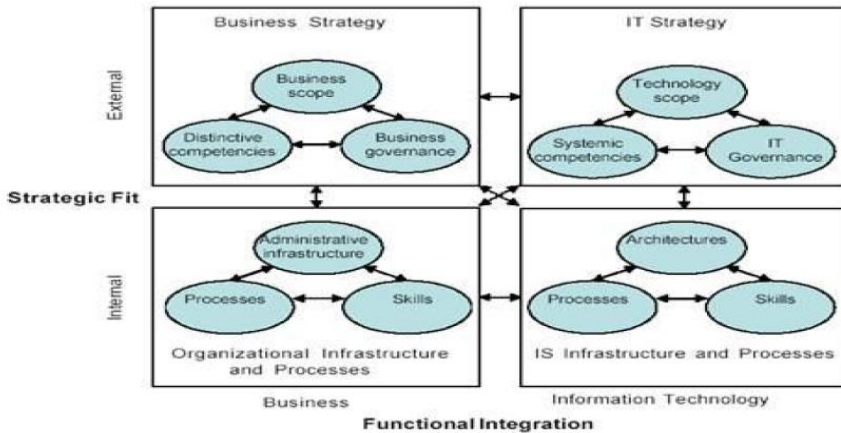 Business Strategy
IT Strategy
External
Business
scope
Technology
scope
Distinctive
competencies
Business
governance
Systemic
competencies
IT
Governance
Strategic Fit
Internal
Administrative
infrastructure
Architectures
Processes
Skills
Processes
Skills
Organizational Infrastructure
and Processes
IS Infrastructure and Processes
Business
Information Technology
Functional Integration